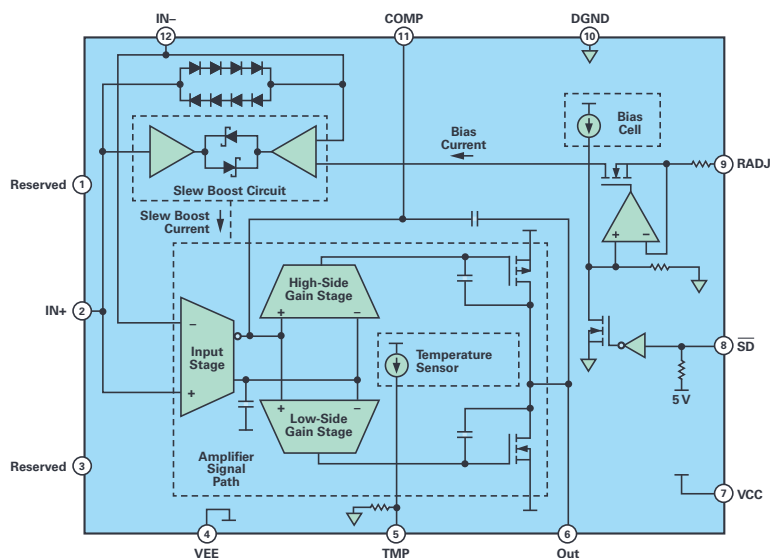 IN–
COMP
DGND
12
11
10
Bias
Cell
Bias
Current
9
RADJ
Reserved
1
Slew Boost Circuit
Slew Boost
Current
+
–
High-Side
Gain Stage
+
–
IN+
2
–
Input
Stage
+
Temperature
Sensor
8
SD
5 V
+
–
Low-Side
Gain Stage
Amplifier
Signal
Path
Reserved
3
7
VCC
4
5
6
VEE
TMP
Out